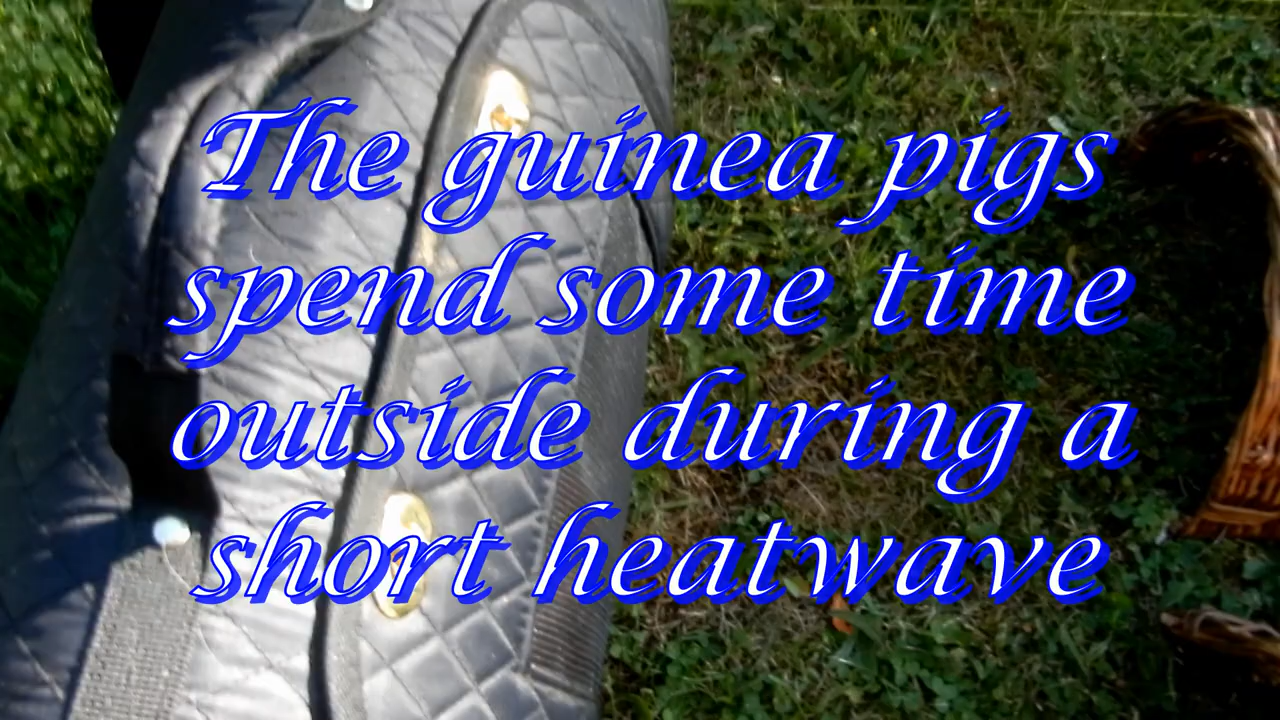 The guinea pigs
spend some time
outside during a
short heatwave